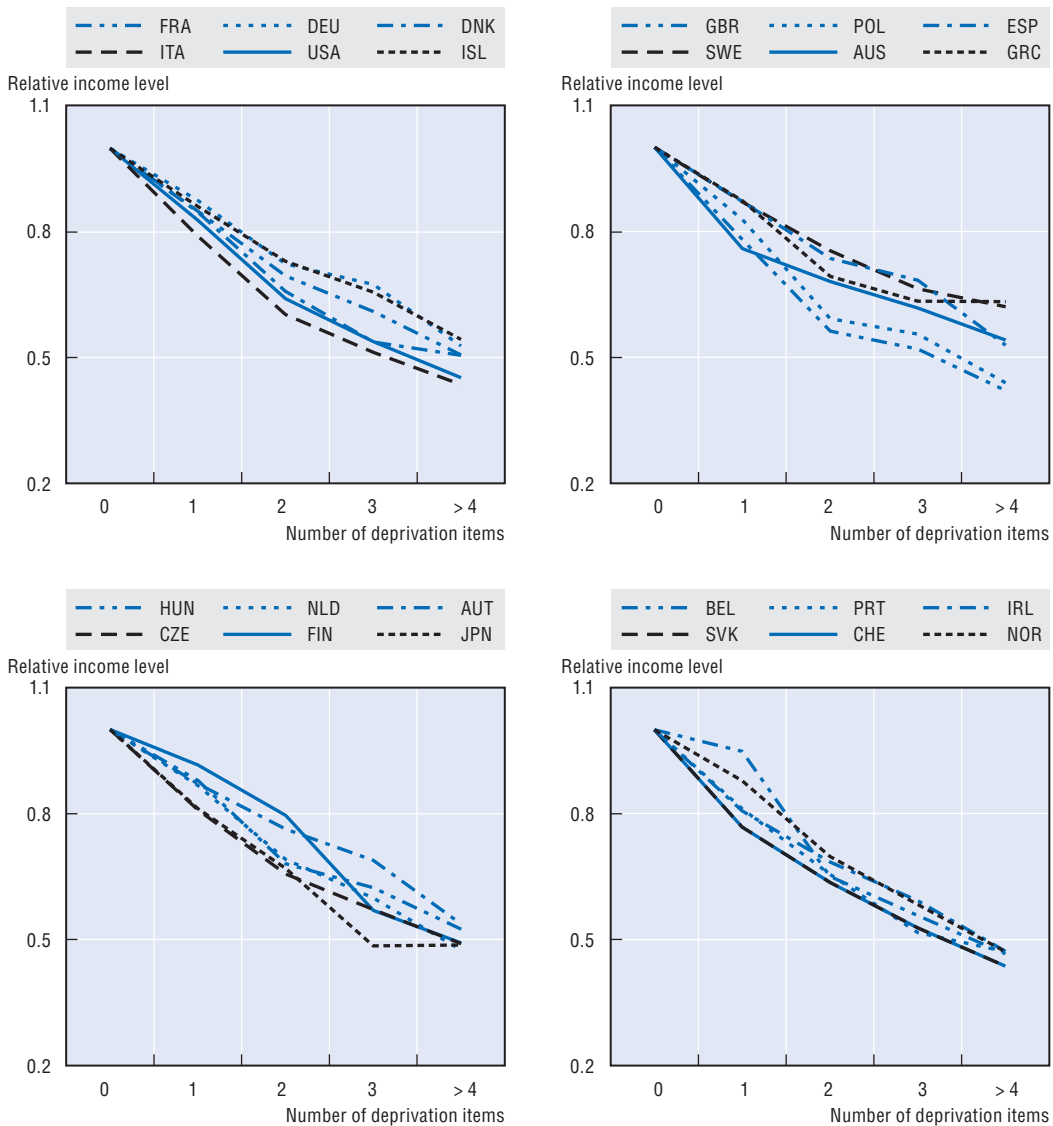 FRA DEU DNK
ITA USA ISL
Relative income level
1.1
0.8
0.5
0.2
0 1 2 3 > 4
Number of deprivation items
GBR POL ESP
SWE AUS GRC
Relative income level
1.1
0.8
0.5
0.2
0 1 2 3 > 4
Number of deprivation items
HUN NLD AUT
CZE FIN JPN
Relative income level
1.1
0.8
0.5
0.2
0 1 2 3 > 4
Number of deprivation items
BEL PRT IRL
SVK CHE NOR
Relative income level
1.1
0.8
0.5
0.2
0 1 2 3 > 4
Number of deprivation items